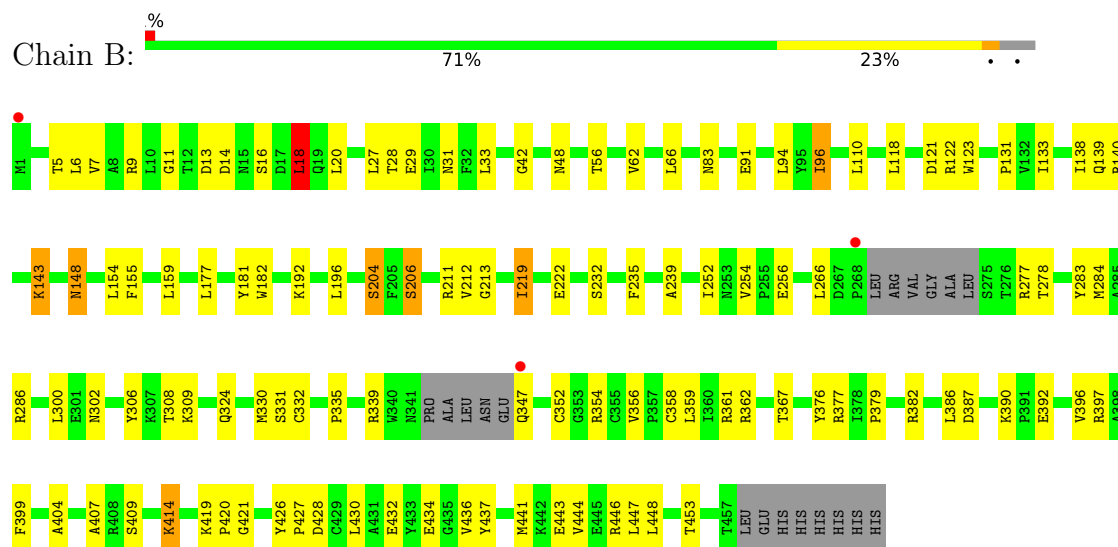 .%
Chain B:
71% 23% • •
M1 T5 L6 V7 A8 R9 L10 G11 T12 D13 D14 N15 S16 D17 L18 Q19 L20 L27 T28 E29 I30 N31 F32 L33 G42 N48 T56 V62 L66 N83 E91 L94 Y95 I96 L110 L118 D121 R122 W123 P131 V132 I133 I138 Q139 R140
K143 N148 L154 F155 L159 L177 Y181 W182 K192 L196 S204 F205 S206 R211 V212 G213 I219 E222 S232 F235 A239 I252 N253 V254 P255 E256 L266 D267 P268 LEU ARG VAL GLY ALA LEU S275 T276 R277 T278 Y283 M284 A285
R286 L300 E301 N302 Y306 K307 T308 K309 Q324 M330 S331 C332 P335 R339 W340 N341 PRO ALA LEU ASN GLU Q347 C352 G353 R354 C355 V356 P357 C358 L359 I360 R361 R362 T367 Y376 R377 I378 P379 R382 L386 D387 K390 P391 E392 V396 R397 A398
F399 A404 A407 R408 S409 K414 K419 P420 G421 Y426 P427 D428 C429 L430 A431 E432 Y433 E434 G435 V436 Y437 M441 K442 E443 V444 E445 R446 L447 L448 T453 T457 LEU GLU HIS HIS HIS HIS HIS HIS